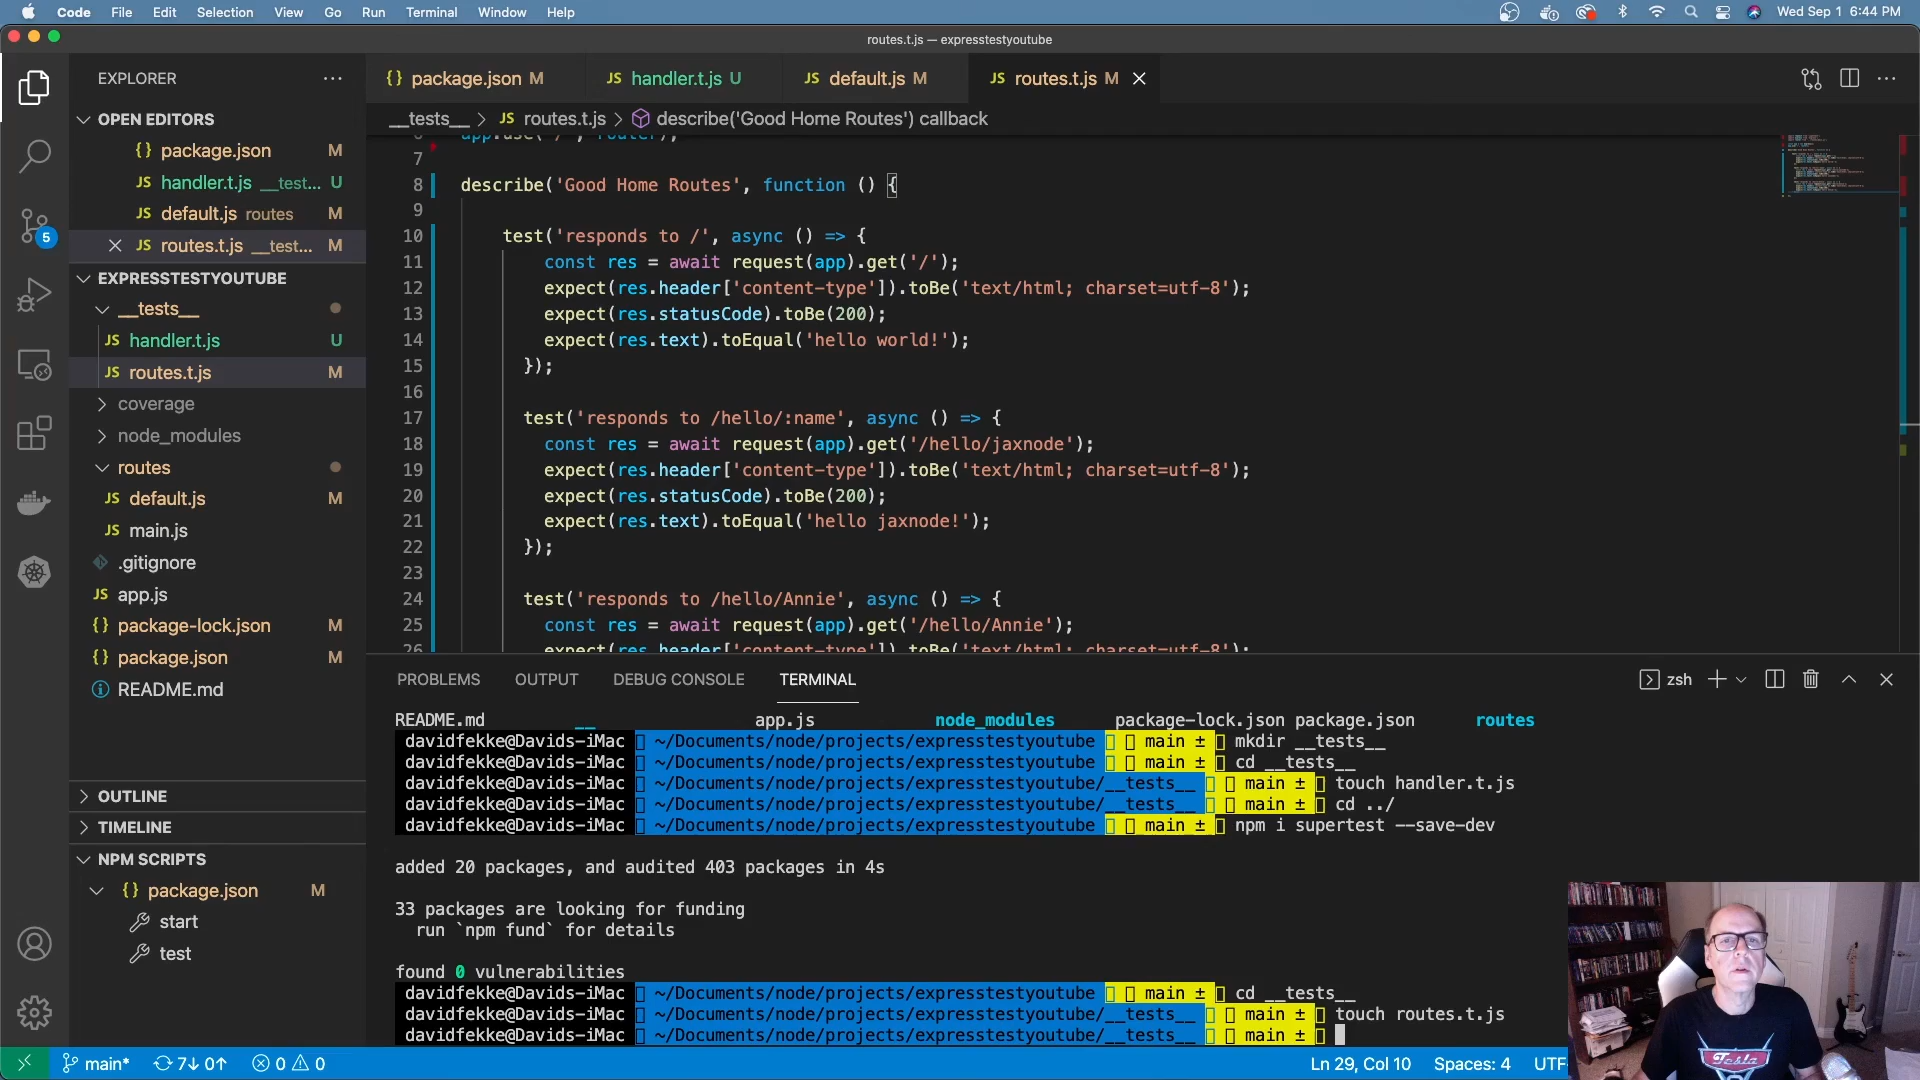 Code File Edit Selection View Go Run Terminal Window Help
Wed Sep 1 6:44 PM
routes.t.js — expresstestyoutube
EXPLORER
OPEN EDITORS
package.json M
handler.t.js __test... U
default.js routes M
routes.t.js __test... M
EXPRESSTESTYOUTUBE
__tests__
handler.t.js U
routes.t.js M
coverage
node_modules
routes
default.js M
main.js
.gitignore
app.js
package-lock.json M
package.json M
README.md
OUTLINE
TIMELINE
NPM SCRIPTS
package.json M
start
test
5
package.json M
handler.t.js U
default.js M
routes.t.js M
__tests__ > JS routes.t.js > describe('Good Home Routes') callback
7
8 describe('Good Home Routes', function () {
9
10 test('responds to /', async () => {
11 const res = await request(app).get('/');
12 expect(res.header['content-type']).toBe('text/html; charset=utf-8');
13 expect(res.statusCode).toBe(200);
14 expect(res.text).toEqual('hello world!');
15 });
16
17 test('responds to /hello/:name', async () => {
18 const res = await request(app).get('/hello/jaxnode');
19 expect(res.header['content-type']).toBe('text/html; charset=utf-8');
20 expect(res.statusCode).toBe(200);
21 expect(res.text).toEqual('hello jaxnode!');
22 });
23
24 test('responds to /hello/Annie', async () => {
25 const res = await request(app).get('/hello/Annie');
26 expect(res.header['content-type']).toBe('text/html; charset=utf-8');
PROBLEMS OUTPUT DEBUG CONSOLE TERMINAL
zsh
README.md __ app.js node_modules package-lock.json package.json routes
davidfekke@Davids-iMac ~/Documents/node/projects/expresstestyoutube main ± mkdir __tests__
davidfekke@Davids-iMac ~/Documents/node/projects/expresstestyoutube main ± cd __tests__
davidfekke@Davids-iMac ~/Documents/node/projects/expresstestyoutube/__tests__ main ± touch handler.t.js
davidfekke@Davids-iMac ~/Documents/node/projects/expresstestyoutube/__tests__ main ± cd ../
davidfekke@Davids-iMac ~/Documents/node/projects/expresstestyoutube main ± npm i supertest --save-dev
added 20 packages, and audited 403 packages in 4s
33 packages are looking for funding
run `npm fund` for details
found 0 vulnerabilities
davidfekke@Davids-iMac ~/Documents/node/projects/expresstestyoutube main ± cd __tests__
davidfekke@Davids-iMac ~/Documents/node/projects/expresstestyoutube/__tests__ main ± touch routes.t.js
davidfekke@Davids-iMac ~/Documents/node/projects/expresstestyoutube/__tests__ main ±
Tesla
main* 7↓ 0↑ 0 0
Ln 29, Col 10 Spaces: 4 UTF